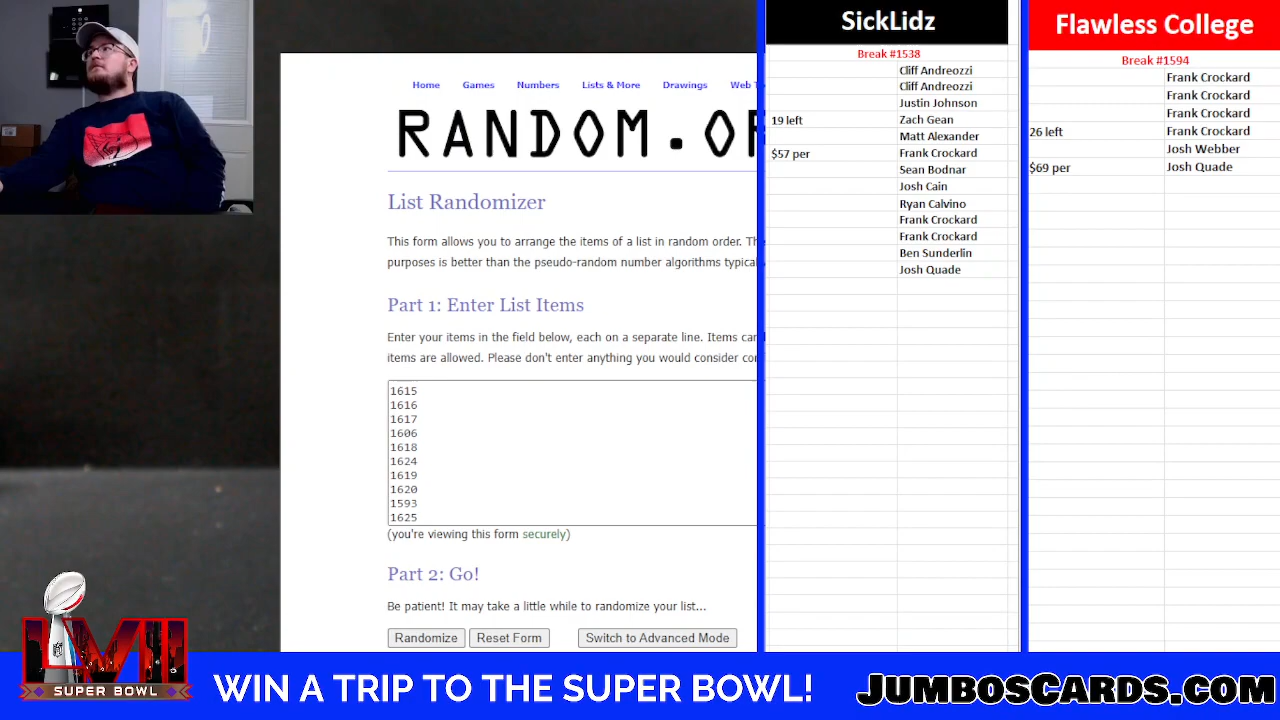 Home Games Numbers Lists & More Drawings Web
RANDOM.O
List Randomizer
This form allows you to arrange the items of a list in random order.
purposes is better than the pseudo-random number algorithms
Part 1: Enter List Items
Enter your items in the field below, each on a separate line. Items
items are allowed. Please don't enter anything you would consider
1615
1616
1617
1606
1618
1624
1619
1620
1593
1625
(you're viewing this form securely)
Part 2: Go!
Be patient! It may take a little while to randomize your list...
Randomize Reset Form Switch to Advanced Mode
SickLidz
Break #1538
Cliff Andreozzi
Cliff Andreozzi
Justin Johnson
19 left Zach Gean
Matt Alexander
$57 per Frank Crockard
Sean Bodnar
Josh Cain
Ryan Calvino
Frank Crockard
Frank Crockard
Ben Sunderlin
Josh Quade
Flawless College
Break #1594
Frank Crockard
Frank Crockard
Frank Crockard
26 left Frank Crockard
Josh Webber
$69 per Josh Quade
LVII
SUPER BOWL
WIN A TRIP TO THE SUPER BOWL!
JumbosCards.com